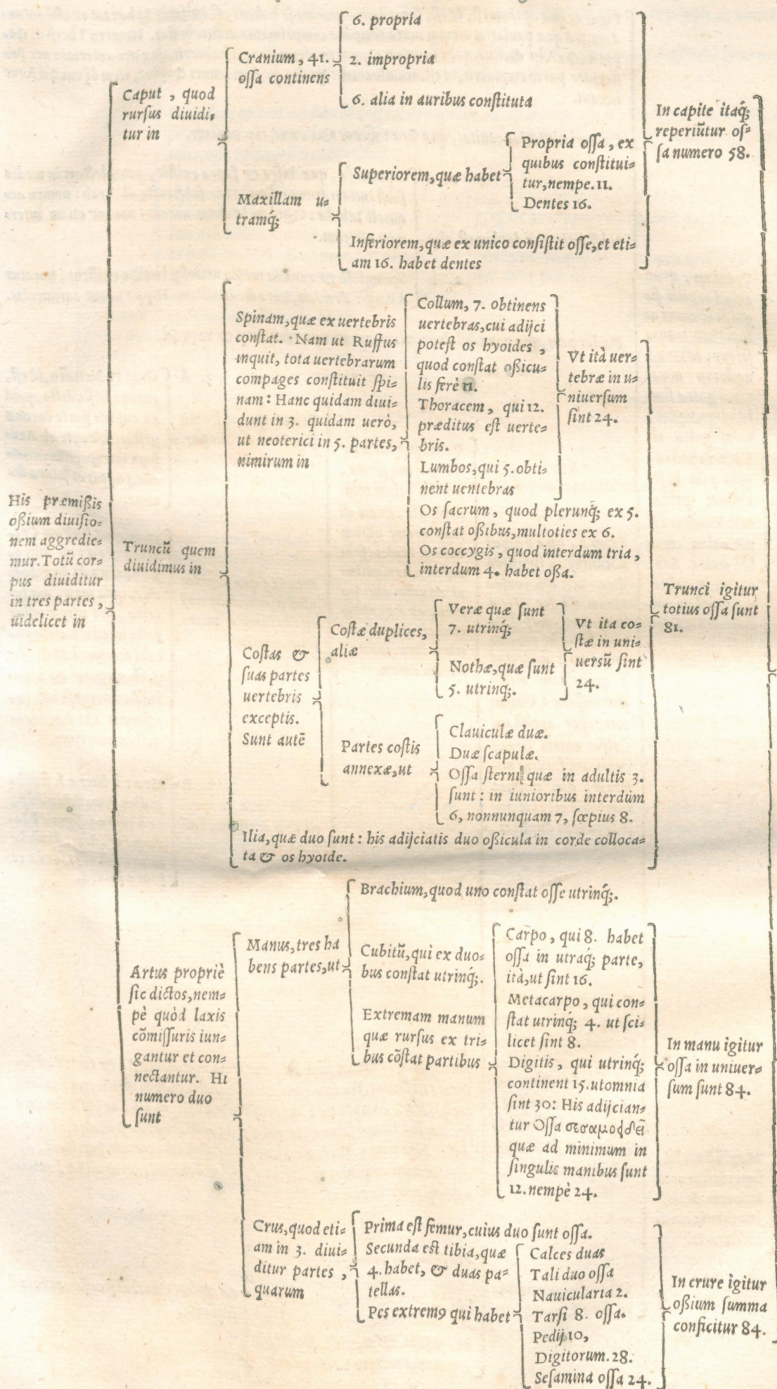 His præmißis
oßium diuisio-
nem aggredie-
mur. Totū cor-
pus diuiditur
in tres partes,
uidelicet in
Caput, quod
rursus diuidi-
tur in
Cranium, 41.
ossa continens
6. propria
2. impropria
6. alia in auribus constituta
Maxillam u-
tramq́;
Superiorem, quæ habet
Propria ossa, ex
quibus constitui-
tur, nempe. 11.
Dentes 16.
Inferiorem, quæ ex unico consistit osse, et eti-
am 16. habet dentes
In capite itaq́;
reperiūtur os-
sa numero 58.
Truncū quem
diuidimus in
Spinam, quæ ex uertebris
constat. Nam ut Ruffus
inquit, tota uertebrarum
compages constituit spi-
nam: Hanc quidam diui-
dunt in 3. quidam uerò,
ut neoterici in 5. partes,
nimirum in
Collum, 7. obtinens
uertebras, cui adijci
potest os hyoides,
quod constat oßicu-
lis ferè 11.
Thoracem, qui 12.
præditus est uerte-
bris.
Lumbos, qui 5. obti-
nent uentebras
Vt ità uer-
tebræ in u-
niuersum
sint 24.
Os sacrum, quod plerunq́; ex 5.
constat oßibus, multoties ex 6.
Os coccygis, quod interdum tria,
interdum 4. habet oßa.
Costas &
suas partes
uertebris
exceptis.
Sunt autē
Costæ duplices,
aliæ
Veræ quæ sunt
7. utrinq́;
Nothæ, quæ sunt
5. utrinq́;.
Vt ita co-
stæ in uni-
uersū sint
24.
Partes costis
annexæ, ut
Clauiculæ duæ.
Duæ scapulæ.
Ossa sterni quæ in adultis 3.
sunt: in iunioribus interdum
6, nonnunquam 7, sœpius 8.
Ilia, quæ duo sunt: his adijciatis duo oßicula in corde colloca-
ta & os hyoide.
Trunci igitur
totius ossa sunt
81.
Artus propriè
sic dictos, nem-
pè quòd laxis
cōmissuris iun-
gantur et con-
nectantur. Hi
numero duo
sunt
Manus, tres ha
bens partes, ut
Brachium, quod uno constat osse utrinq́;.
Cubitū, qui ex duo-
bus constat utrinq́;.
Extremam manum
quæ rursus ex tri-
bus cōstat partibus
Carpo, qui 8. habet
ossa in utraq́; parte,
ità, ut sint 16.
Metacarpo, qui con-
stat utrinq́; 4. ut sci-
licet sint 8.
Digitis, qui utrinq́;
continent 15. utomnia
sint 30: His adijcian-
tur Ossa
quæ ad minimum in
singulis manibus sunt
12. nempè 24.
In manu igitur
ossa in uniuer-
sum sunt 84.
Crus, quod eti-
am in 3. diui-
ditur partes,
quarum
Prima est femur, cuius duo sunt ossa.
Secunda est tibia, quæ
4. habet, & duas pa-
tellas.
Pes extremꝰ qui habet
Calces duas
Tali duo ossa
Nauicularia 2.
Tarsi 8. ossa.
Pedij 10,
Digitorum. 28.
Sesamina ossa 24.
In crure igitur
oßium summa
conficitur 84.